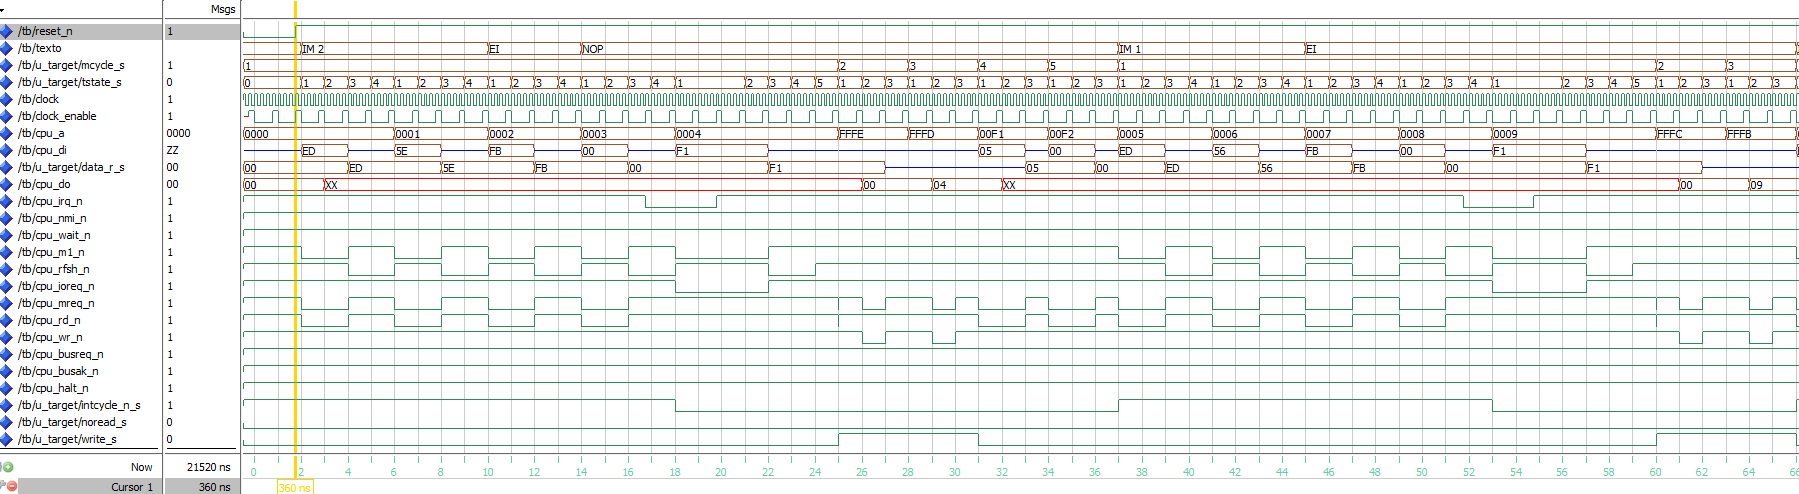 Msgs
/tb/reset_n 1
/tb/texto IM 2 EI NOP IM 1 EI
/tb/u_target/mcycle_s 1 1 2 3 4 5 1 2 3
/tb/u_target/tstate_s 0 0 1 2 3 4 1 2 3 4 1 2 3 4 1 2 3 4 1 2 3 4 5 1 2 3 1 2 3 1 2 3 1 2 3 1 2 3 4 1 2 3 4 1 2 3 4 1 2 3 4 1 2 3 4 5 1 2 3 1 2 3
/tb/clock 1
/tb/clock_enable 1
/tb/cpu_a 0000 0000 0001 0002 0003 0004 FFFE FFFD 00F1 00F2 0005 0006 0007 0008 0009 FFFC FFFB
/tb/cpu_di ZZ ED 5E FB 00 F1 05 00 ED 56 FB 00 F1
/tb/u_target/data_r_s 00 00 ED 5E FB 00 F1 05 00 ED 56 FB 00 F1
/tb/cpu_do 00 00 XX 00 04 XX 00 09
/tb/cpu_irq_n 1
/tb/cpu_nmi_n 1
/tb/cpu_wait_n 1
/tb/cpu_m1_n 1
/tb/cpu_rfsh_n 1
/tb/cpu_ioreq_n 1
/tb/cpu_mreq_n 1
/tb/cpu_rd_n 1
/tb/cpu_wr_n 1
/tb/cpu_busreq_n 1
/tb/cpu_busak_n 1
/tb/cpu_halt_n 1
/tb/u_target/intcycle_n_s 1
/tb/u_target/noread_s 0
/tb/u_target/write_s 0
Now 21520 ns 0 2 4 6 8 10 12 14 16 18 20 22 24 26 28 30 32 34 36 38 40 42 44 46 48 50 52 54 56 58 60 62 64 66
Cursor 1 360 ns 360 ns